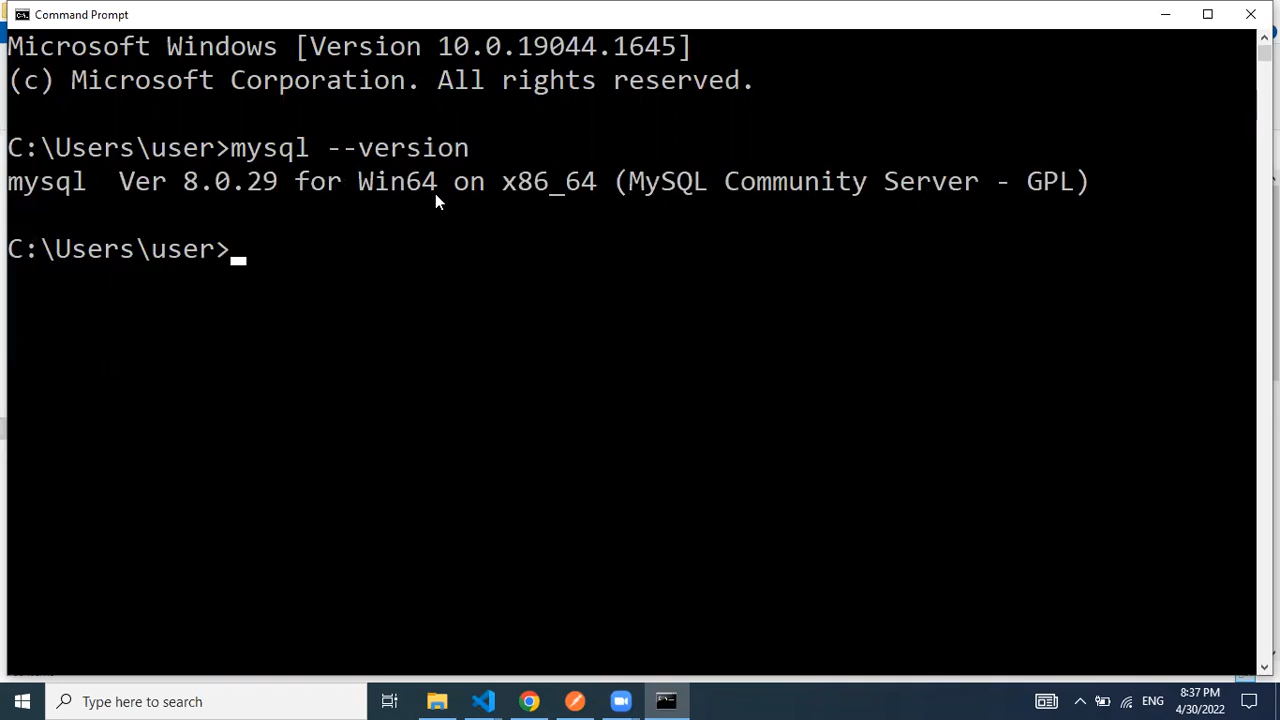 Command Prompt
Microsoft Windows [Version 10.0.19044.1645]
(c) Microsoft Corporation. All rights reserved.
C:\Users\user>mysql --version
mysql  Ver 8.0.29 for Win64 on x86_64 (MySQL Community Server - GPL)
C:\Users\user>
Type here to search
ENG
8:37 PM
4/30/2022